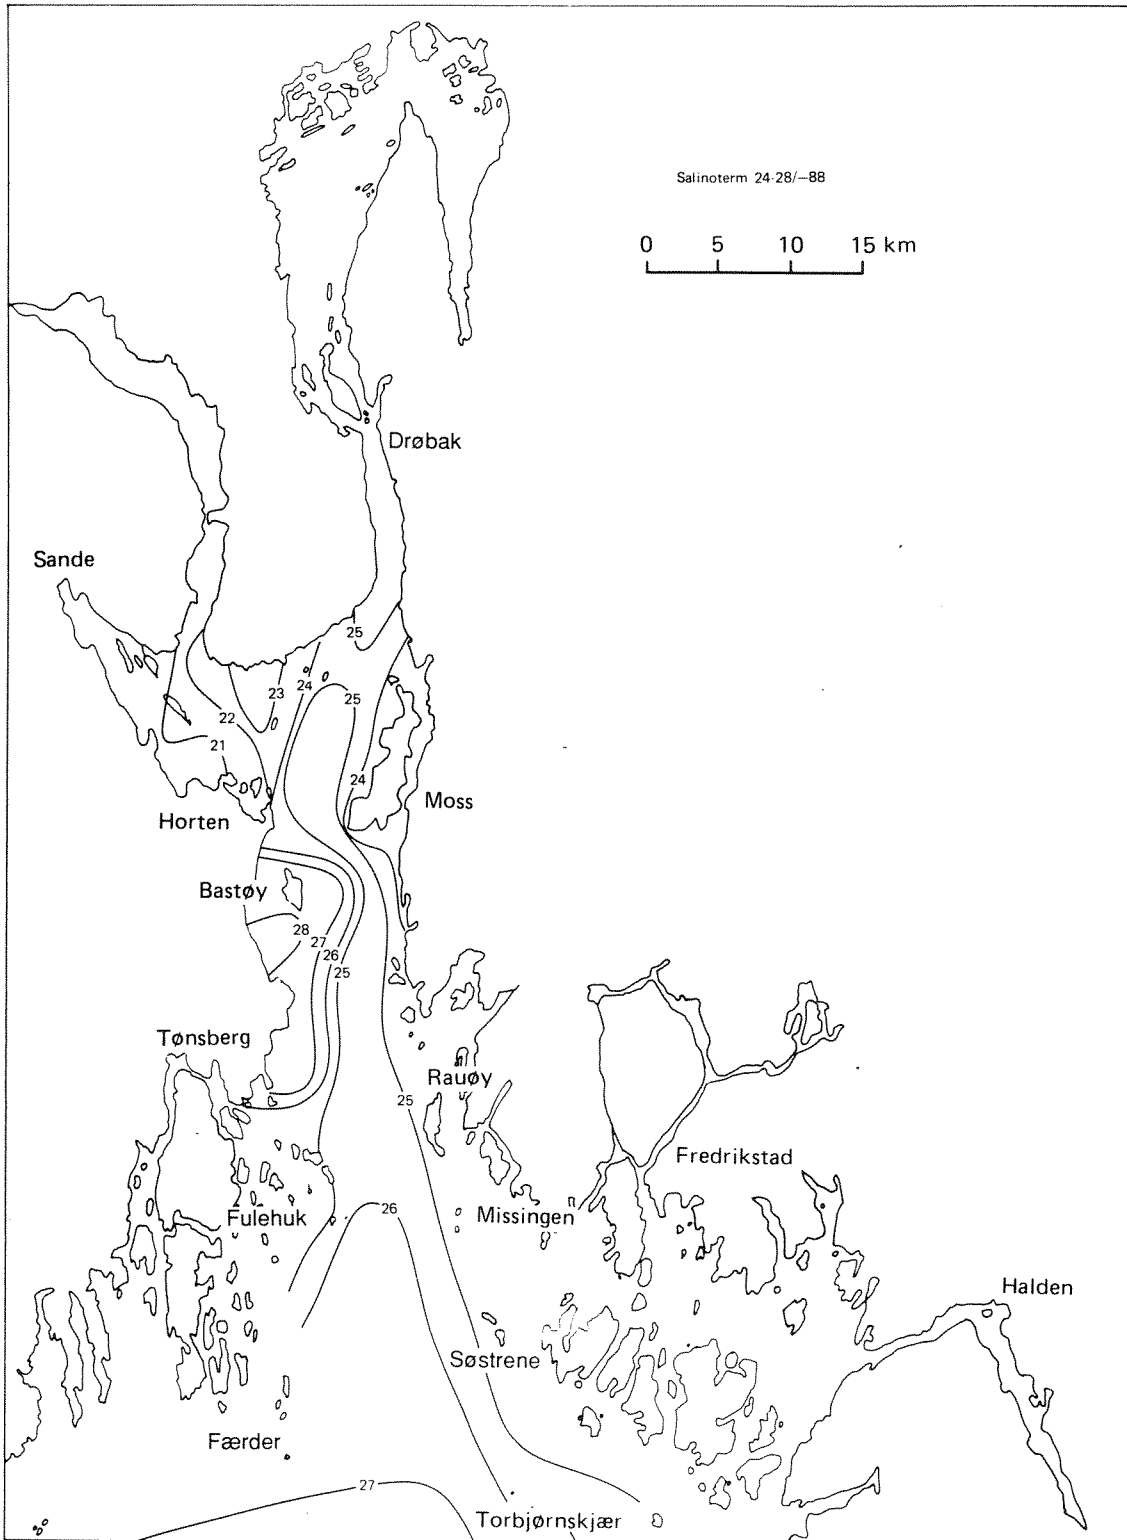 Salinoterm 24-28/–88
0 5 10 15 km
Drøbak
Sande
25
23 24
25
22
21
24
Moss
Horten
Bastøy
28
27
26
25
Tønsberg
Rauøy
25
Fredrikstad
Fulehuk
26
Missingen
Halden
Søstrene
Færder
27
Torbjørnskjær